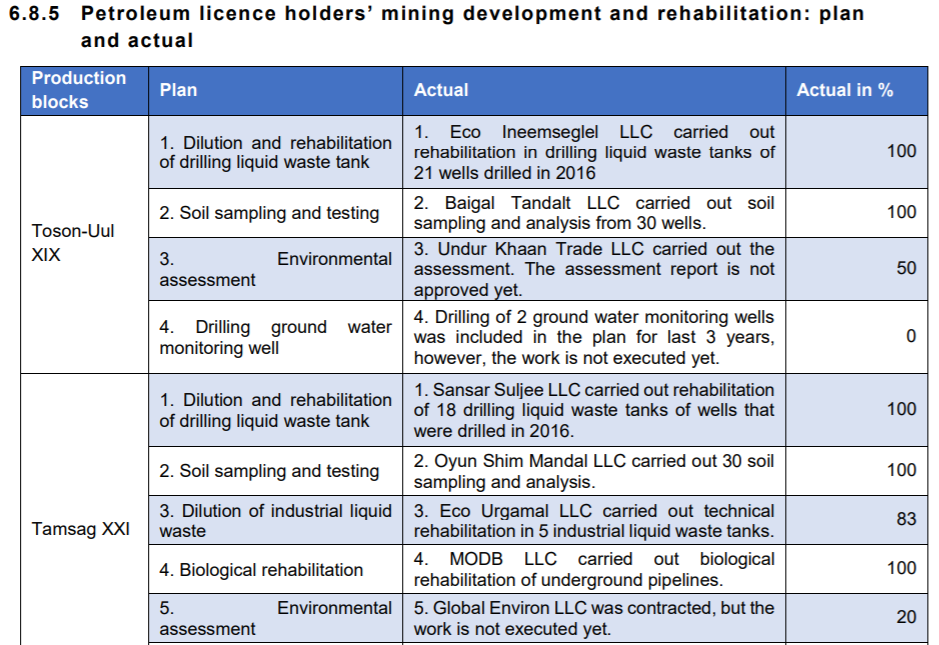 6.8.5 Petroleum licence holders’ mining development and rehabilitation: plan
and actual
Production
blocks
Plan
Actual
Actual in %
Toson-Uul
XIX
1. Dilution and rehabilitation
of drilling liquid waste tank
1. Eco Ineemseglel LLC carried out
rehabilitation in drilling liquid waste tanks of
21 wells drilled in 2016
100
2. Soil sampling and testing
2. Baigal Tandalt LLC carried out soil
sampling and analysis from 30 wells.
100
3. Environmental
assessment
3. Undur Khaan Trade LLC carried out the
assessment. The assessment report is not
approved yet.
50
4. Drilling ground water
monitoring well
4. Drilling of 2 ground water monitoring wells
was included in the plan for last 3 years,
however, the work is not executed yet.
0
Tamsag XXI
1. Dilution and rehabilitation
of drilling liquid waste tank
1. Sansar Suljee LLC carried out rehabilitation
of 18 drilling liquid waste tanks of wells that
were drilled in 2016.
100
2. Soil sampling and testing
2. Oyun Shim Mandal LLC carried out 30 soil
sampling and analysis.
100
3. Dilution of industrial liquid
waste
3. Eco Urgamal LLC carried out technical
rehabilitation in 5 industrial liquid waste tanks.
83
4. Biological rehabilitation
4. MODB LLC carried out biological
rehabilitation of underground pipelines.
100
5. Environmental
assessment
5. Global Environ LLC was contracted, but the
work is not executed yet.
20